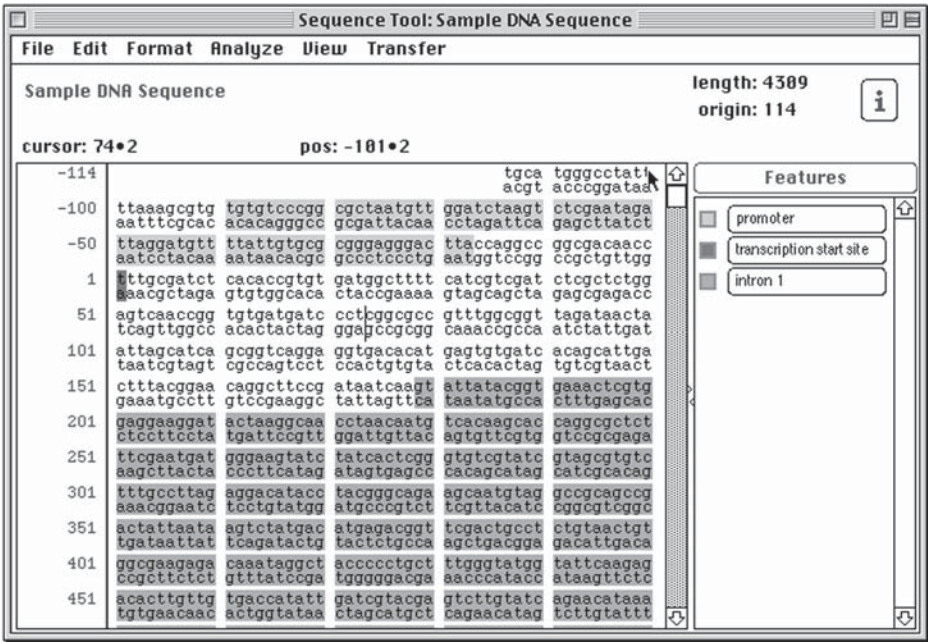 Sequence Tool: Sample DNA Sequence
File Edit Format Analyze View Transfer
Sample DNA Sequence
length: 4309
origin: 114
i
cursor: 74•2 pos: -101•2
-114 tgca tgggcctatt
acgt acccggataa
-100 ttaaagcgtg tgtgtcccgg cgctaatgtt ggatctaagt ctcgaataga
aatttcgcac acacagggcc gcgattacaa cctagattca gagcttatct
-50 ttaggatgtt ttattgtgcg cgggagggac ttaccaggcc ggcgacaacc
aatcctacaa aataacacgc gccctccctg aatggtccgg ccgctgttgg
1 tttgcgatct cacaccgtgt gatggctttt catcgtcgat ctcgctctgg
aaacgctaga gtgtggcaca ctaccgaaaa gtagcagcta gagcgagacc
51 agtcaaccgg tgtgatgatc ccctcggcgcc gtttggcggt tagataacta
tcagttggcc acactactag ggagccgcgg caaaccgcca atctattgat
101 attagcatca gcggtcagga ggtgacacat gagtgtgatc acagcattga
taatcgtagt cgccagtcct ccactgtgta ctcacactag tgtcgtaact
151 ctttacggaa caggcttccg ataatcaagt attatacggt gaaactcgtg
gaaatgcctt gtccgaaggc tattagttca taatatgcca ctttgagcac
201 gaggaaggat actaaggcaa cctaacaatg tcacaagcac caggcgctct
ctccttccta tgattccgtt ggattgttac agtgttcgtg gtccgcgaga
251 ttcgaatgat gggaagtatc tatcactcgg gtgtcgtatc gtagcgtgtc
aagcttacta cccttcatag atagtgagcc cacagcatag catcgcacag
301 tttgccttag aggacatacc tacgggcaga agcaatgtag gccgcagccg
aaacggaatc tcctgtatgg atgcccgtct tcgttacatc cggcgtcggc
351 actattaata agtctatgac atgagacggt tcgactgcct ctgtaactgt
tgataattat tcagatactg tactctgcca agctgacgga gacattgaca
401 ggcgaagaga caaataggct acccccctgct ttgggtatgg tattcaagag
ccgcttctct gtttatccga tgggggacga aacccatacc ataagttctc
451 acacttgttg tgaccatatt gatcgtacga gtcttgtatc agaacataaa
tgtgaacaac actggtataa ctagcatgct cagaacatag tcttgtattt
Features
promoter
transcription start site
intron 1